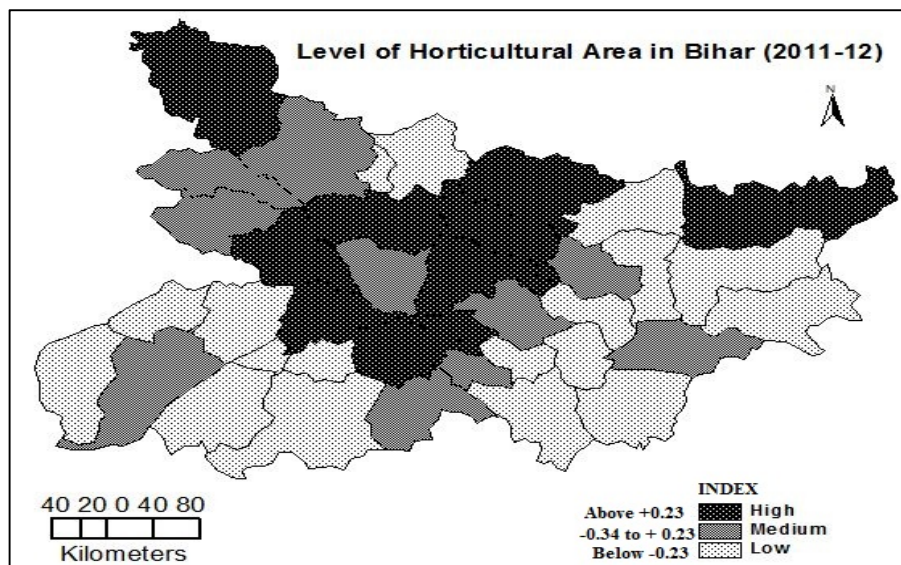 Level of Horticultural Area in Bihar (2011-12)
N
40 20 0 40 80
Kilometers
INDEX
Above +0.23 High
-0.34 to + 0.23 Medium
Below -0.23 Low